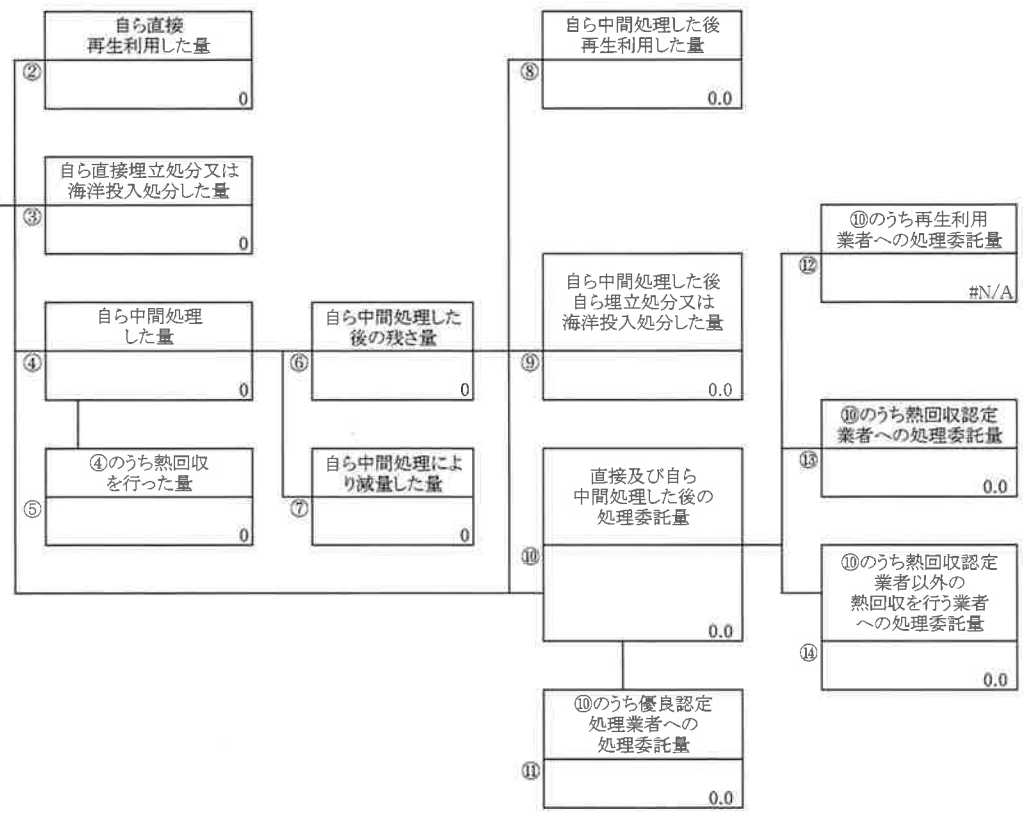 自ら直接
再生利用した量
②
0
自ら直接埋立処分又は
海洋投入処分した量
③
0
自ら中間処理
した量
④
0
④のうち熱回収
を行った量
⑤
0
自ら中間処理した
後の残さ量
⑥
0
自ら中間処理によ
り減量した量
⑦
0
自ら中間処理した後
再生利用した量
⑧
0.0
自ら中間処理した後
自ら埋立処分又は
海洋投入処分した量
⑨
0.0
直接及び自ら
中間処理した後の
処理委託量
⑩
0.0
⑩のうち優良認定
処理業者への
処理委託量
⑪
0.0
⑩のうち再生利用
業者への処理委託量
⑫
#N/A
⑩のうち熱回収認定
業者への処理委託量
⑬
0.0
⑩のうち熱回収認定
業者以外の
熱回収を行う業者
への処理委託量
⑭
0.0